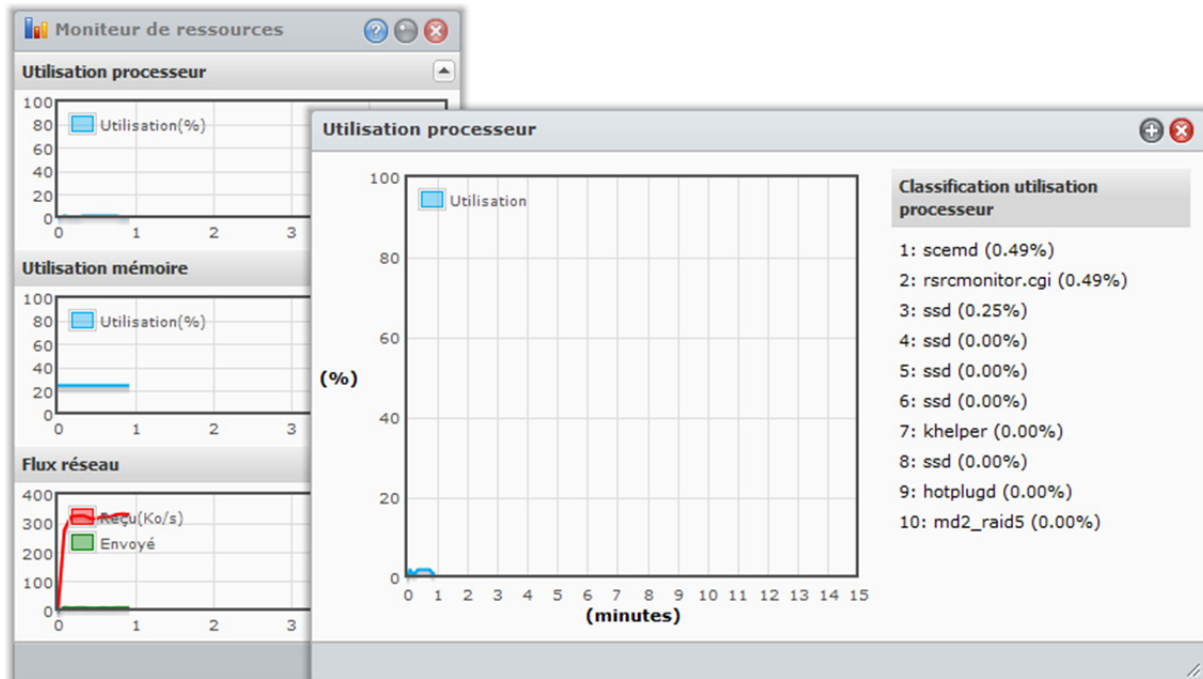 Moniteur de ressources
Utilisation processeur
100
80
60
40
20
0
Utilisation(%)
0 1 2 3
Utilisation mémoire
100
80
60
40
20
0
Utilisation(%)
0 1 2 3
Flux réseau
400
300
200
100
0
Reçu(Ko/s)
Envoyé
0 1 2 3
Utilisation processeur
100
80
60
40
20
0
(%)
Utilisation
0 1 2 3 4 5 6 7 8 9 10 11 12 13 14 15
(minutes)
Classification utilisation
processeur
1: scemd (0.49%)
2: rsrcmonitor.cgi (0.49%)
3: ssd (0.25%)
4: ssd (0.00%)
5: ssd (0.00%)
6: ssd (0.00%)
7: khelper (0.00%)
8: ssd (0.00%)
9: hotplugd (0.00%)
10: md2_raid5 (0.00%)